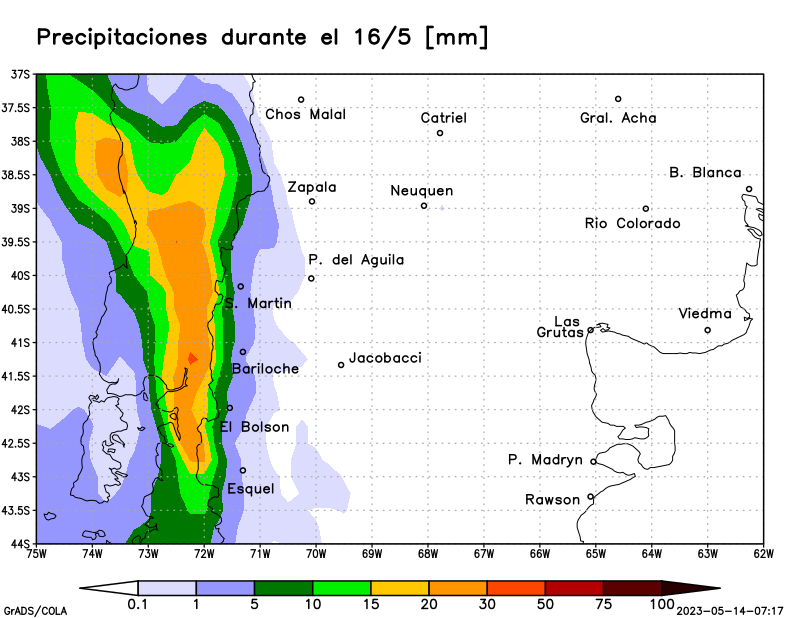 Precipitaciones durante el 16/5 [mm]
37S
37.5S
38S
38.5S
39S
39.5S
40S
40.5S
41S
41.5S
42S
42.5S
43S
43.5S
44S
Chos Malal
Catriel
Gral. Acha
B. Blanca
Zapala
Neuquen
Rio Colorado
P. del Aguila
S. Martin
Viedma
Las
Grutas
Bariloche
Jacobacci
El Bolson
P. Madryn
Esquel
Rawson
75W 74W 73W 72W 71W 70W 69W 68W 67W 66W 65W 64W 63W 62W
0.1 1 5 10 15 20 30 50 75 100
GrADS/COLA
2023-05-14-07:17